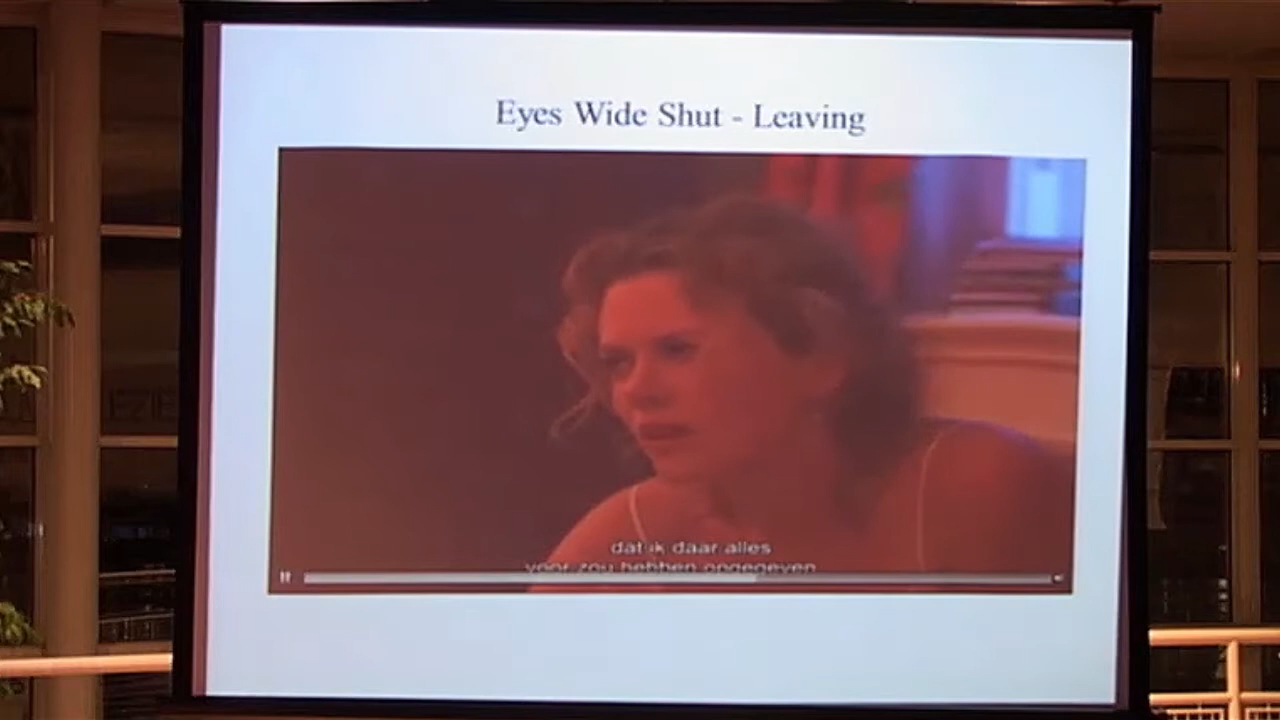 Eyes Wide Shut - Leaving
dat ik daar alles
voor zou hebben opgegeven